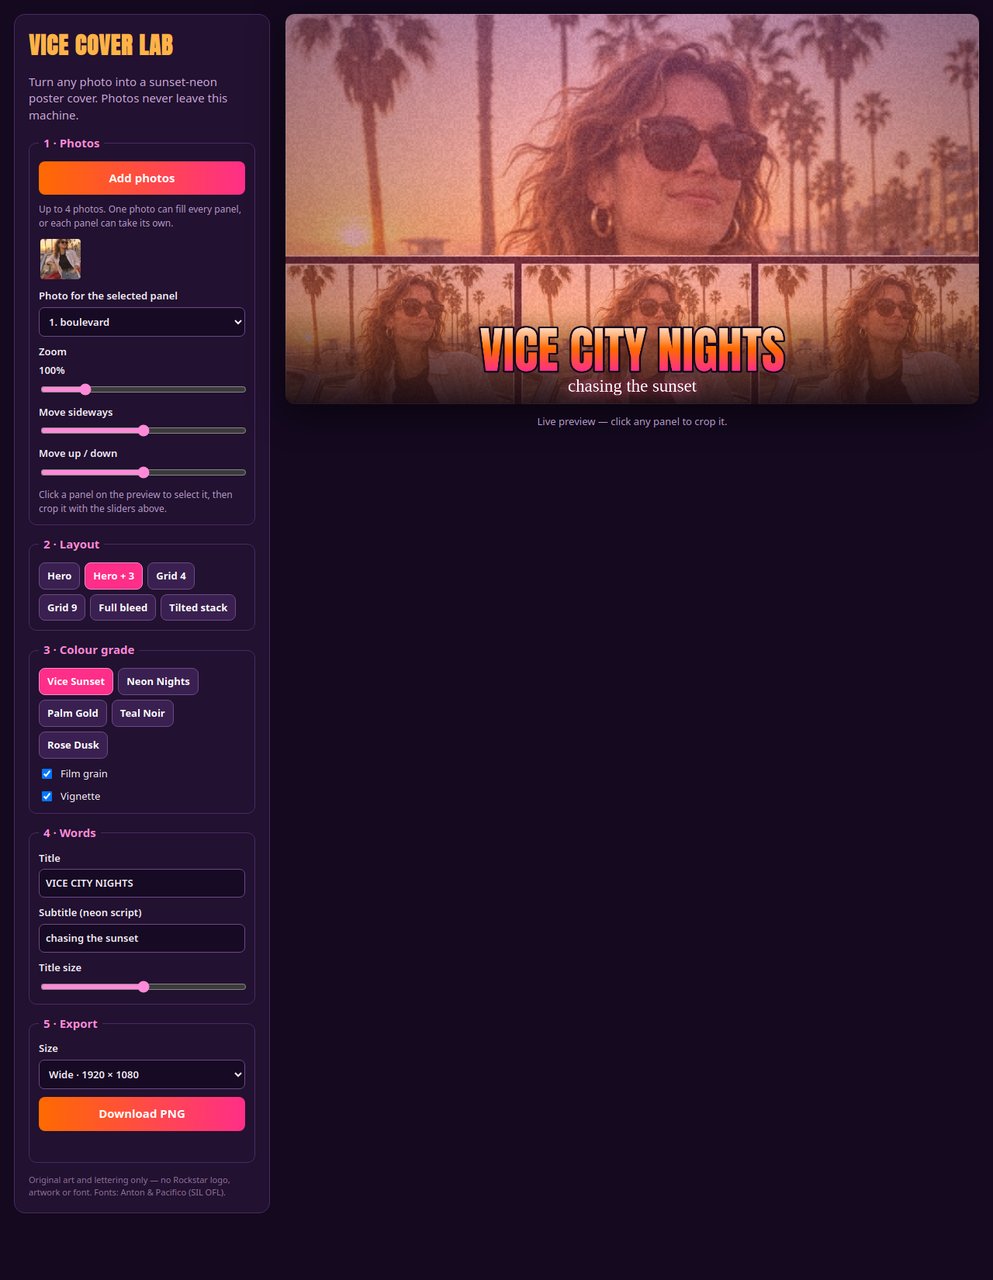 VICE COVER LAB
Turn any photo into a sunset-neon
poster cover. Photos never leave this
machine.
1 · Photos
Add photos
Up to 4 photos. One photo can fill every panel,
or each panel can take its own.
Photo for the selected panel
1. boulevard
Zoom
100%
Move sideways
Move up / down
Click a panel on the preview to select it, then
crop it with the sliders above.
2 · Layout
Hero
Hero + 3
Grid 4
Grid 9
Full bleed
Tilted stack
3 · Colour grade
Vice Sunset
Neon Nights
Palm Gold
Teal Noir
Rose Dusk
Film grain
Vignette
4 · Words
Title
VICE CITY NIGHTS
Subtitle (neon script)
chasing the sunset
Title size
5 · Export
Size
Wide · 1920 × 1080
Download PNG
Original art and lettering only — no Rockstar logo,
artwork or font. Fonts: Anton & Pacifico (SIL OFL).
VICE CITY NIGHTS
chasing the sunset
Live preview — click any panel to crop it.